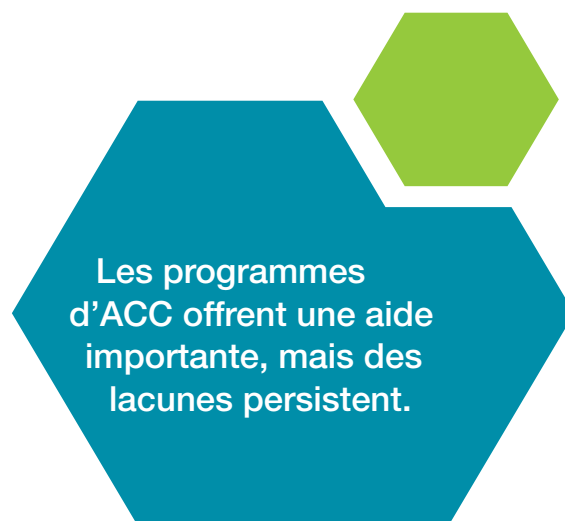 Les programmes
d’ACC offrent une aide
importante, mais des
lacunes persistent.